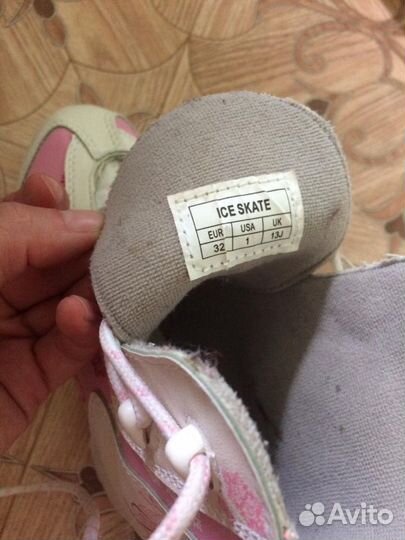 ICE SKATE
EUR USA UK
32 1 13J
Avito